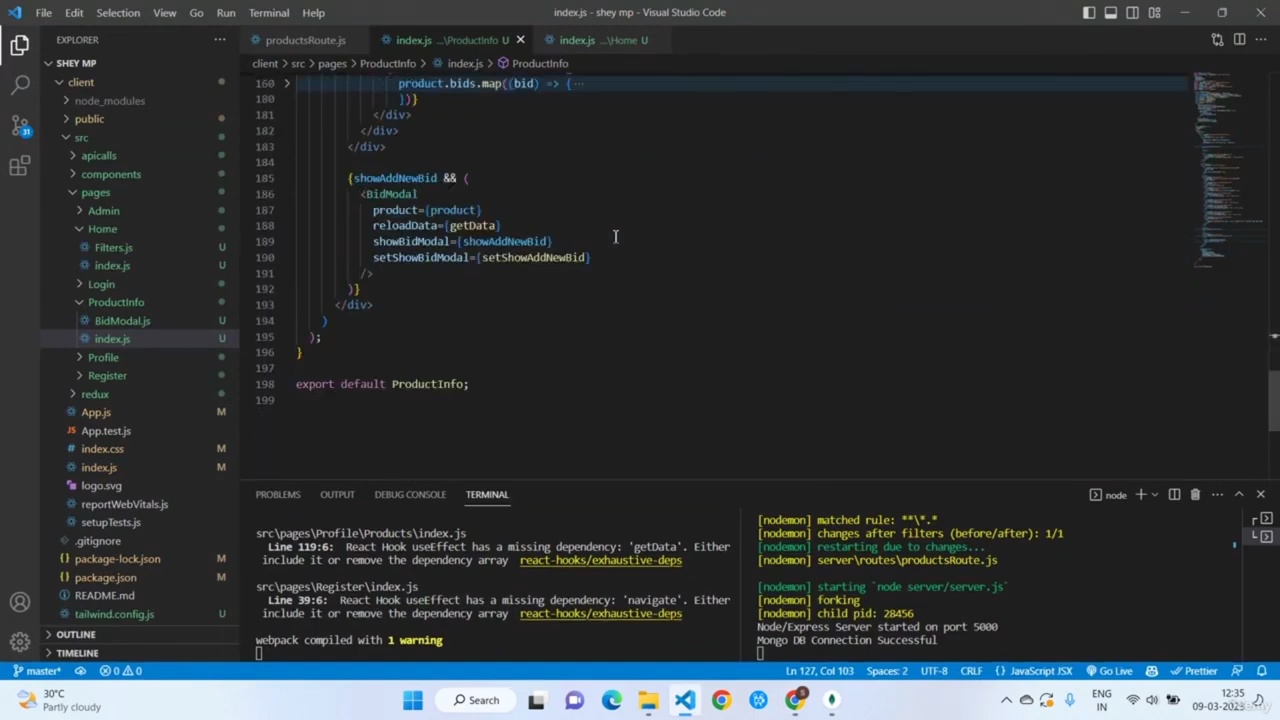 File Edit Selection View Go Run Terminal Help
index.js - shey mp - Visual Studio Code
EXPLORER
productsRoute.js
index.js ...\ProductInfo U
index.js ...\Home U
SHEY MP
client > src > pages > ProductInfo > index.js > ProductInfo
client
node_modules
public
src
apicalls
components
pages
Admin
Home
Filters.js U
index.js U
Login
ProductInfo
BidModal.js U
index.js U
Profile
Register
redux
App.js M
App.test.js
index.css M
index.js M
logo.svg
reportWebVitals.js
setupTests.js
.gitignore
package-lock.json M
package.json M
README.md
tailwind.config.js U
OUTLINE
TIMELINE
31
160 product.bids.map((bid) => { ...
180 })}
181 </div>
182 </div>
183 </div>
184
185 {showAddNewBid && (
186 <BidModal
187 product={product}
188 reloadData={getData}
189 showBidModal={showAddNewBid}
190 setShowBidModal={setShowAddNewBid}
191 />
192 )}
193 </div>
194 )
195 );
196 }
197
198 export default ProductInfo;
199
PROBLEMS OUTPUT DEBUG CONSOLE TERMINAL
node
src\pages\Profile\Products\index.js
Line 119:6: React Hook useEffect has a missing dependency: 'getData'. Either
include it or remove the dependency array react-hooks/exhaustive-deps
src\pages\Register\index.js
Line 39:6: React Hook useEffect has a missing dependency: 'navigate'. Either
include it or remove the dependency array react-hooks/exhaustive-deps
webpack compiled with 1 warning
[nodemon] matched rule: **\*.*
[nodemon] changes after filters (before/after): 1/1
[nodemon] restarting due to changes...
[nodemon] server\routes\productsRoute.js
[nodemon] starting `node server/server.js`
[nodemon] forking
[nodemon] child pid: 28456
Node/Express Server started on port 5000
Mongo DB Connection Successful
master* 0 0
Ln 127, Col 103 Spaces: 2 UTF-8 CRLF JavaScript JSX Go Live Prettier
30°C
Partly cloudy
Search
ENG
IN
12:35
09-03-2023